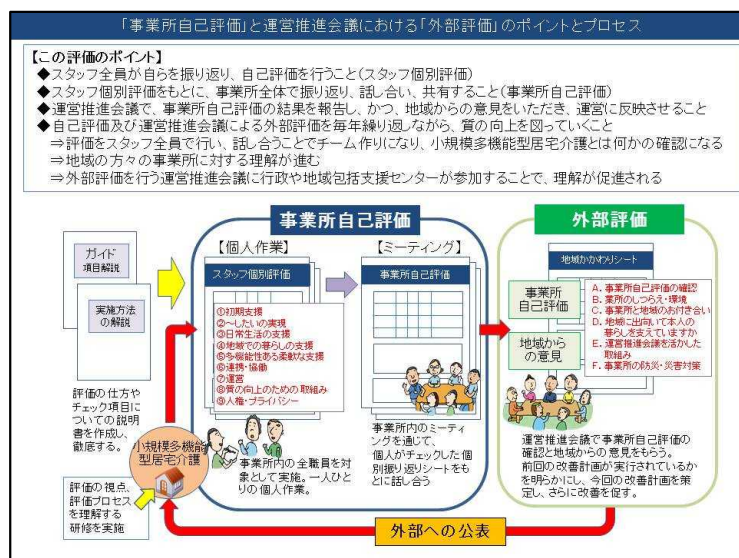 「事業所自己評価」と運営推進会議における「外部評価」のポイントとプロセス
【この評価のポイント】
◆スタッフ全員が自らを振り返り、自己評価を行うこと(スタッフ個別評価)
◆スタッフ個別評価をもとに、事業所全体で振り返り、話し合い、共有すること(事業所自己評価)
◆運営推進会議で、事業所自己評価の結果を報告し、かつ、地域からの意見をいただき、運営に反映させること
◆自己評価及び運営推進会議による外部評価を毎年繰り返しながら、質の向上を図っていくこと
⇒評価をスタッフ全員で行い、話し合うことでチーム作りになり、小規模多機能型居宅介護とは何かの確認になる
⇒地域の方々の事業所に対する理解が進む
⇒外部評価を行う運営推進会議に行政や地域包括支援センターが参加することで、理解が促進される
ガイド
項目解説
実施方法
の解説
評価の仕方や
チェック項目に
ついての説明
書を作成し、
徹底する。
小規模多機能
型居宅介護
評価の視点、
評価プロセス
を理解する
研修を実施
事業所自己評価
【個人作業】
スタッフ個別評価
①初期支援
②～したいの実現
③日常生活の支援
④地域での暮らしの支援
⑤多機能性ある柔軟な支援
⑥連携・協働
⑦運営
⑧質の向上のための取組み
⑨人権・プライバシー
事業所内の全職員を
対象として実施。一人ひ
とりの個人作業。
【ミーティング】
事業所自己評価
事業所内のミーティ
ングを通じて、
個人がチェックした個
別振り返りシートをも
とに話し合う
外部評価
地域かかわりシート
事業所
自己評価
地域から
の意見
A. 事業所自己評価の確認
B. 業所のしつらえ・環境
C. 事業所と地域のお付き合い
D. 地域に出向いて本人の
暮らしを支えていますか
E. 運営推進会議を活かした
取組み
F. 事業所の防災・災害対策
運営推進会議で事業所自己評価の
確認と地域からの意見をもらう。
前回の改善計画が実行されているか
を明らかにし、今回の改善計画を策
定し、さらに改善を促す。
外部への公表